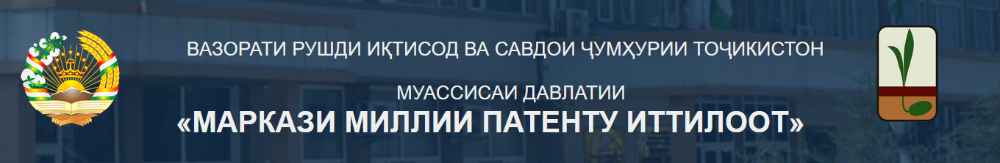 ВАЗОРАТИ РУШДИ ИҚТИСОД ВА САВДОИ ҶУМҲУРИИ ТОҶИКИСТОН
МУАССИСАИ ДАВЛАТИИ
«МАРКАЗИ МИЛЛИИ ПАТЕНТУ ИТТИЛООТ»